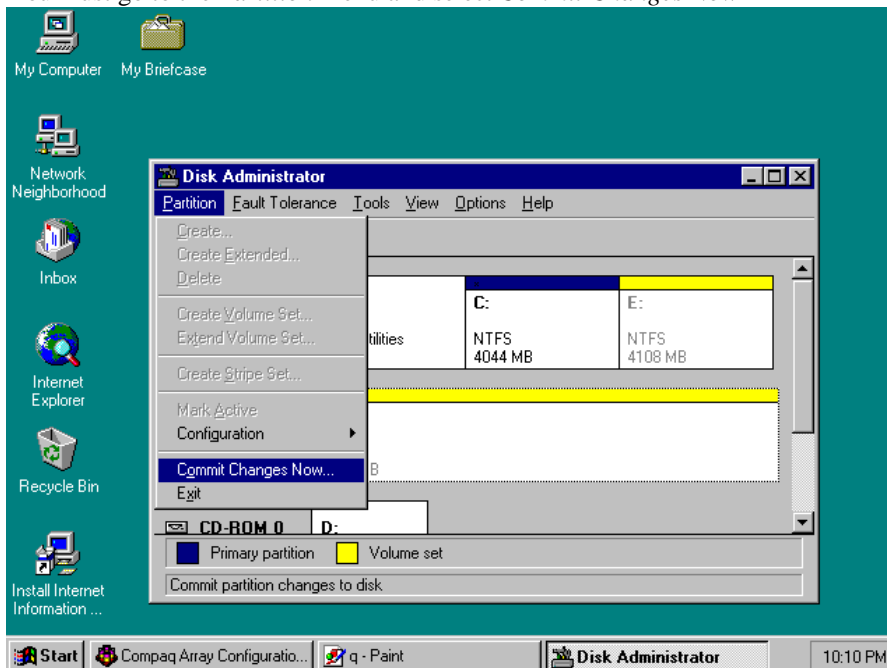 My Computer
My Briefcase
Network
Neighborhood
Inbox
Internet
Explorer
Recycle Bin
Install Internet
Information ...
Disk Administrator
Partition Fault Tolerance Tools View Options Help
Create...
Create Extended...
Delete
Create Volume Set...
Extend Volume Set...
Create Stripe Set...
Mark Active
Configuration
Commit Changes Now...
Exit
tilities
C:
NTFS
4044 MB
E:
NTFS
4108 MB
B
CD-ROM 0 D:
Primary partition Volume set
Commit partition changes to disk
Start Compaq Array Configuratio... q - Paint Disk Administrator 10:10 PM